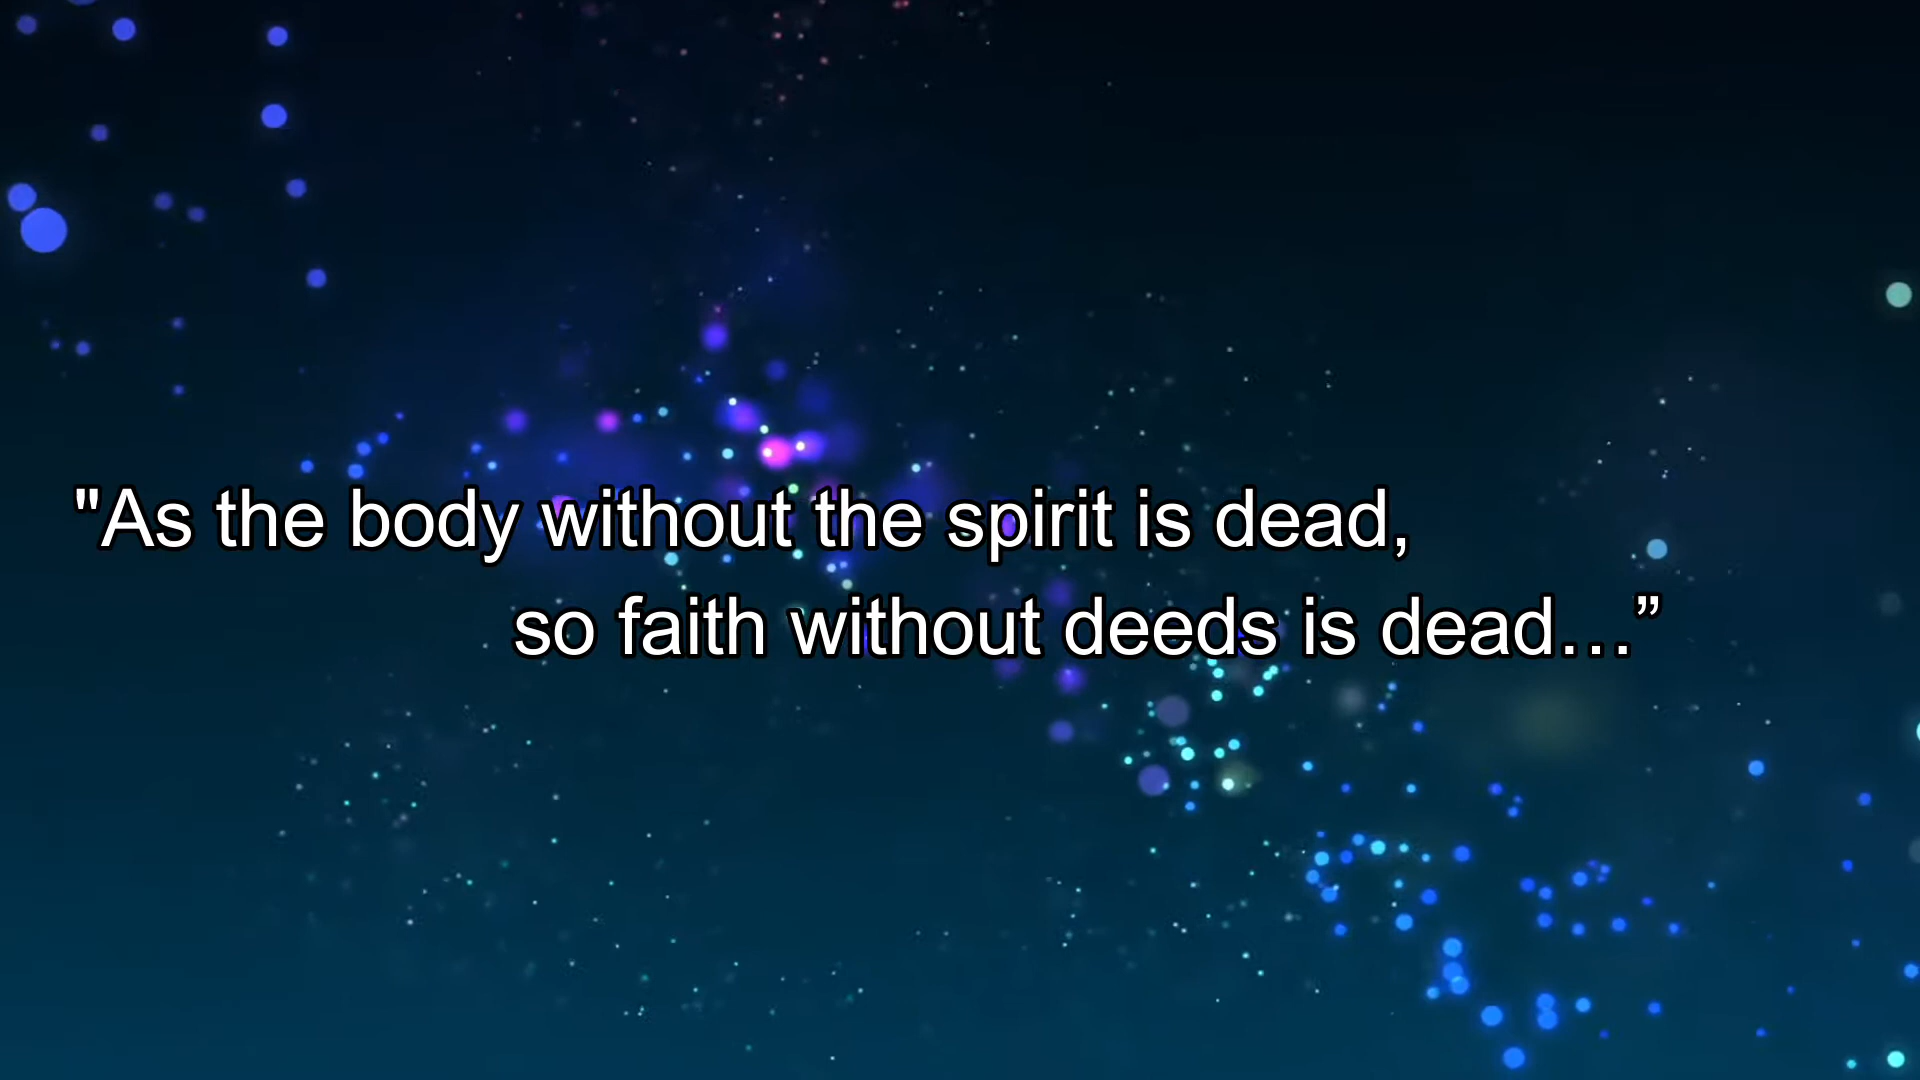 "As the body without the spirit is dead,
so faith without deeds is dead…”